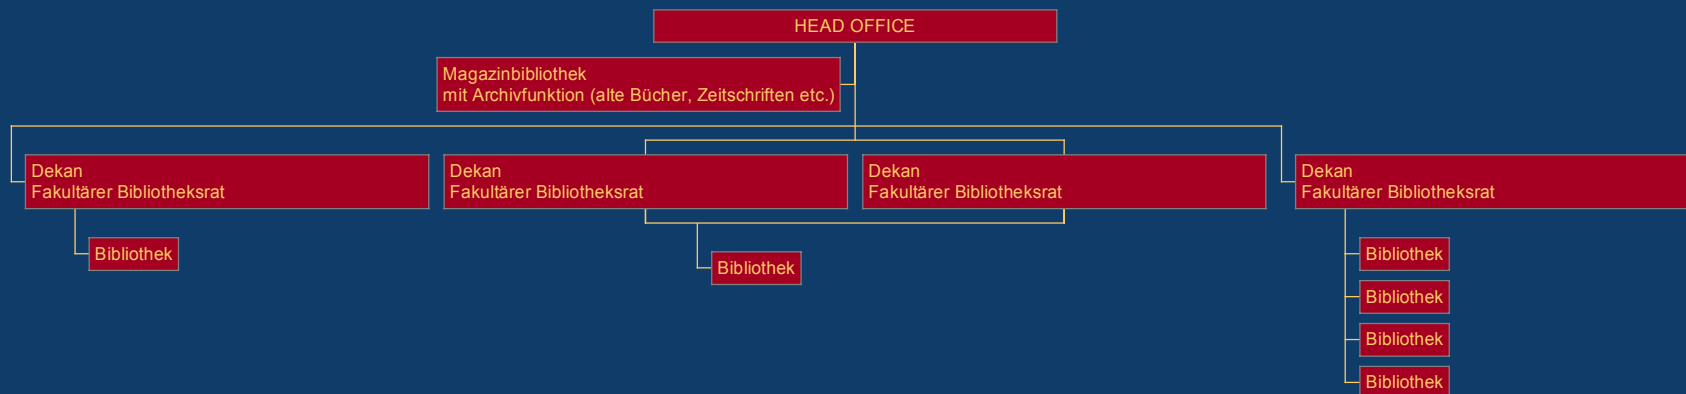 HEAD OFFICE
Magazinbibliothek
mit Archivfunktion (alte Bücher, Zeitschriften etc.)
Dekan
Fakultärer Bibliotheksrat
Dekan
Fakultärer Bibliotheksrat
Dekan
Fakultärer Bibliotheksrat
Dekan
Fakultärer Bibliotheksrat
Bibliothek
Bibliothek
Bibliothek
Bibliothek
Bibliothek
Bibliothek